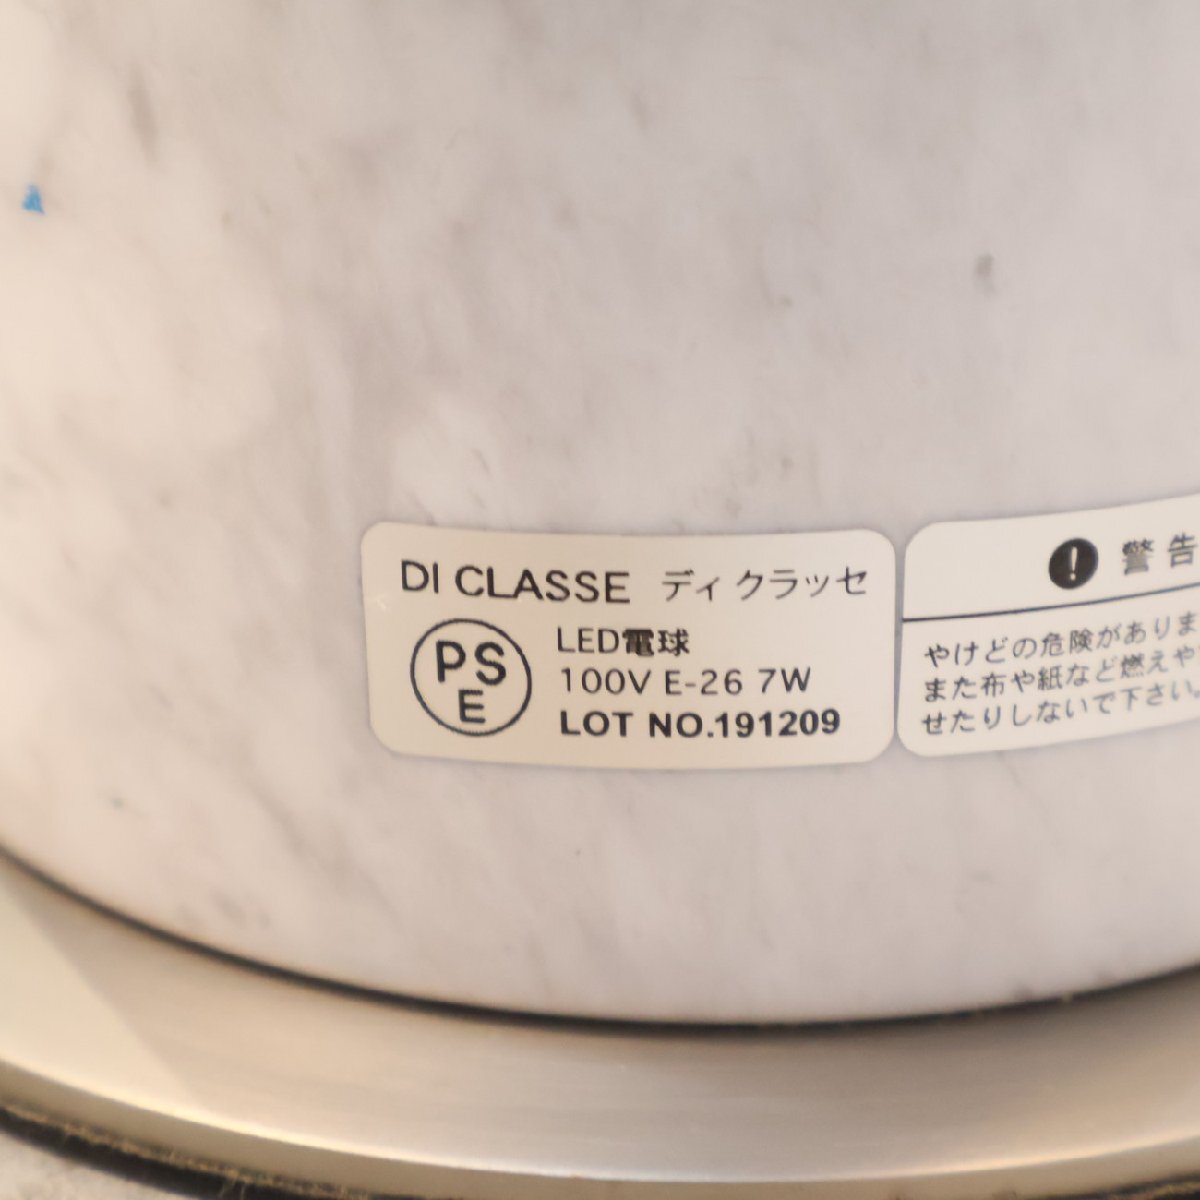 DI CLASSE ディ クラッセ
PS
E
LED電球
100V E-26 7W
LOT NO.191209
! 警告
やけどの危険がありま
また布や紙など燃えや
せたりしないで下さい。